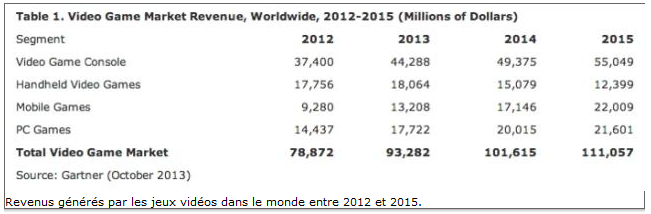 Table 1. Video Game Market Revenue, Worldwide, 2012-2015 (Millions of Dollars)
Segment 2012 2013 2014 2015
Video Game Console 37,400 44,288 49,375 55,049
Handheld Video Games 17,756 18,064 15,079 12,399
Mobile Games 9,280 13,208 17,146 22,009
PC Games 14,437 17,722 20,015 21,601
Total Video Game Market 78,872 93,282 101,615 111,057
Source: Gartner (October 2013)
Revenus générés par les jeux vidéos dans le monde entre 2012 et 2015.